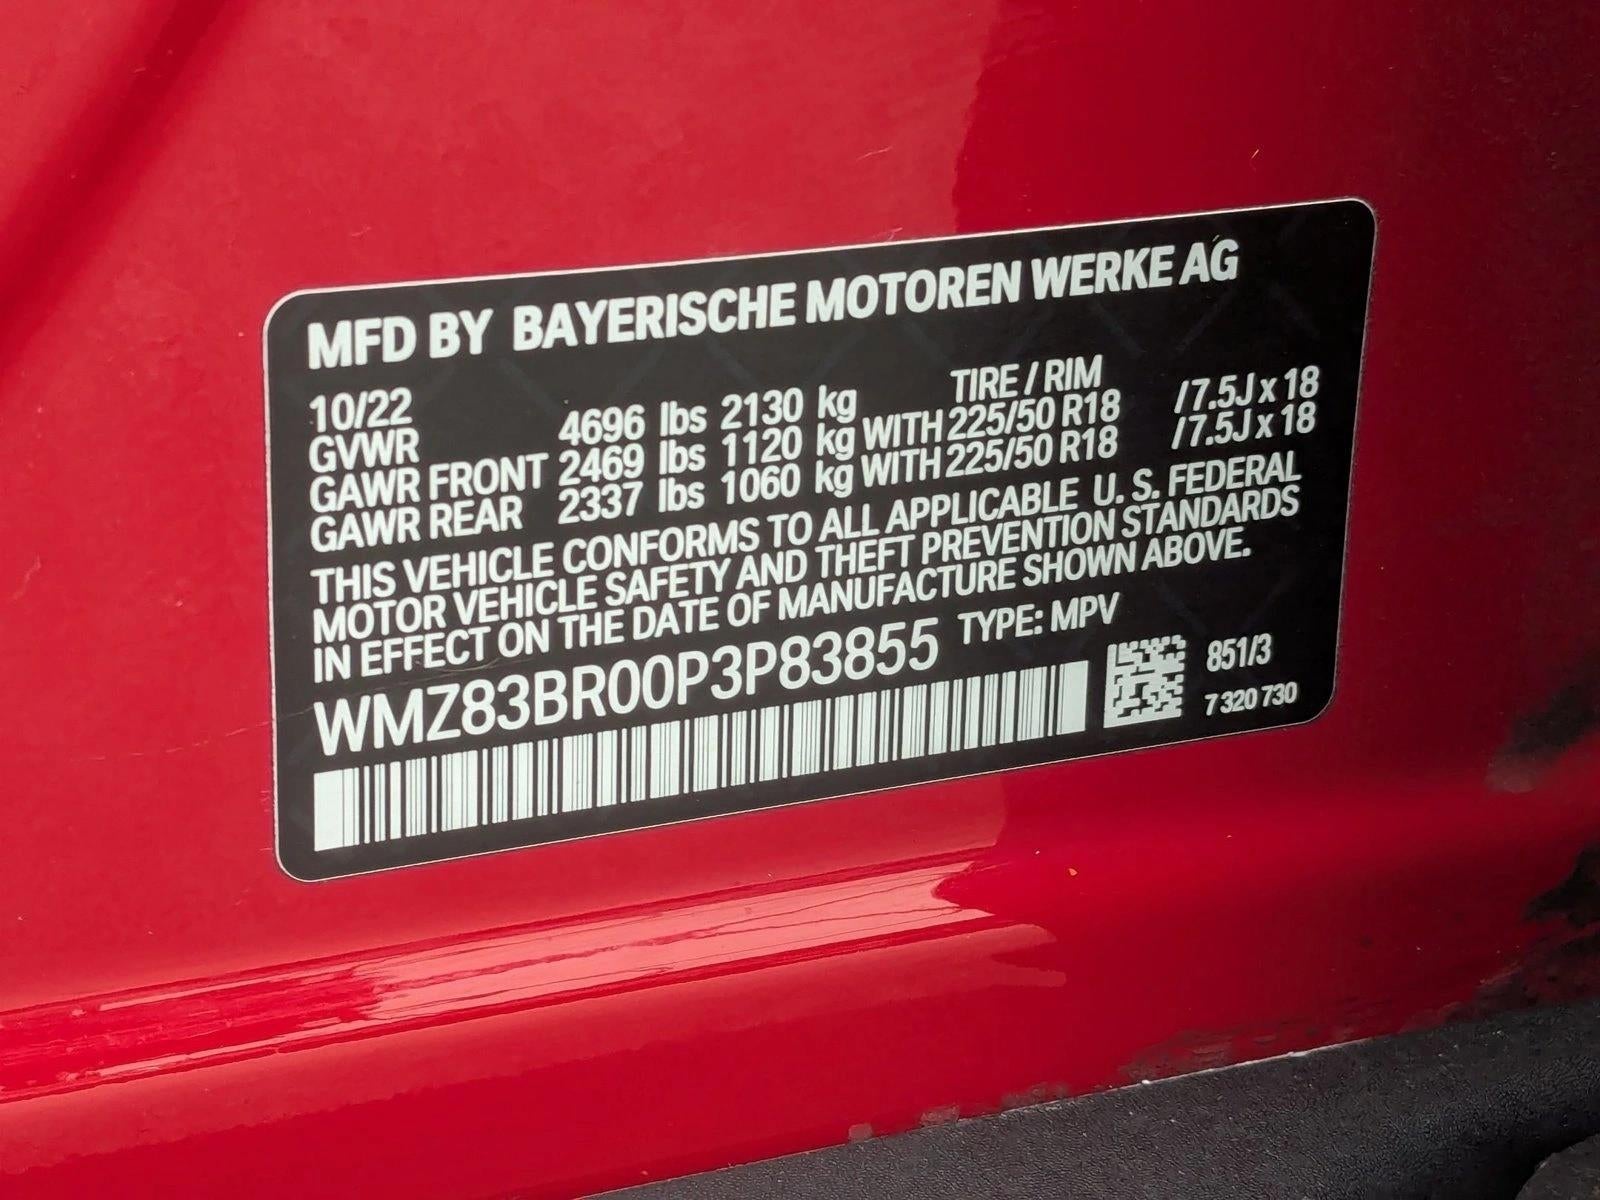 MFD BY BAYERISCHE MOTOREN WERKE AG
10/22 TIRE / RIM
GVWR 4696 lbs 2130 kg
GAWR FRONT 2469 lbs 1120 kg WITH 225/50 R18 /7.5J x 18
GAWR REAR 2337 lbs 1060 kg WITH 225/50 R18 /7.5J x 18
THIS VEHICLE CONFORMS TO ALL APPLICABLE U. S. FEDERAL
MOTOR VEHICLE SAFETY AND THEFT PREVENTION STANDARDS
IN EFFECT ON THE DATE OF MANUFACTURE SHOWN ABOVE.
WMZ83BR00P3P83855 TYPE: MPV
851/3
7 320 730